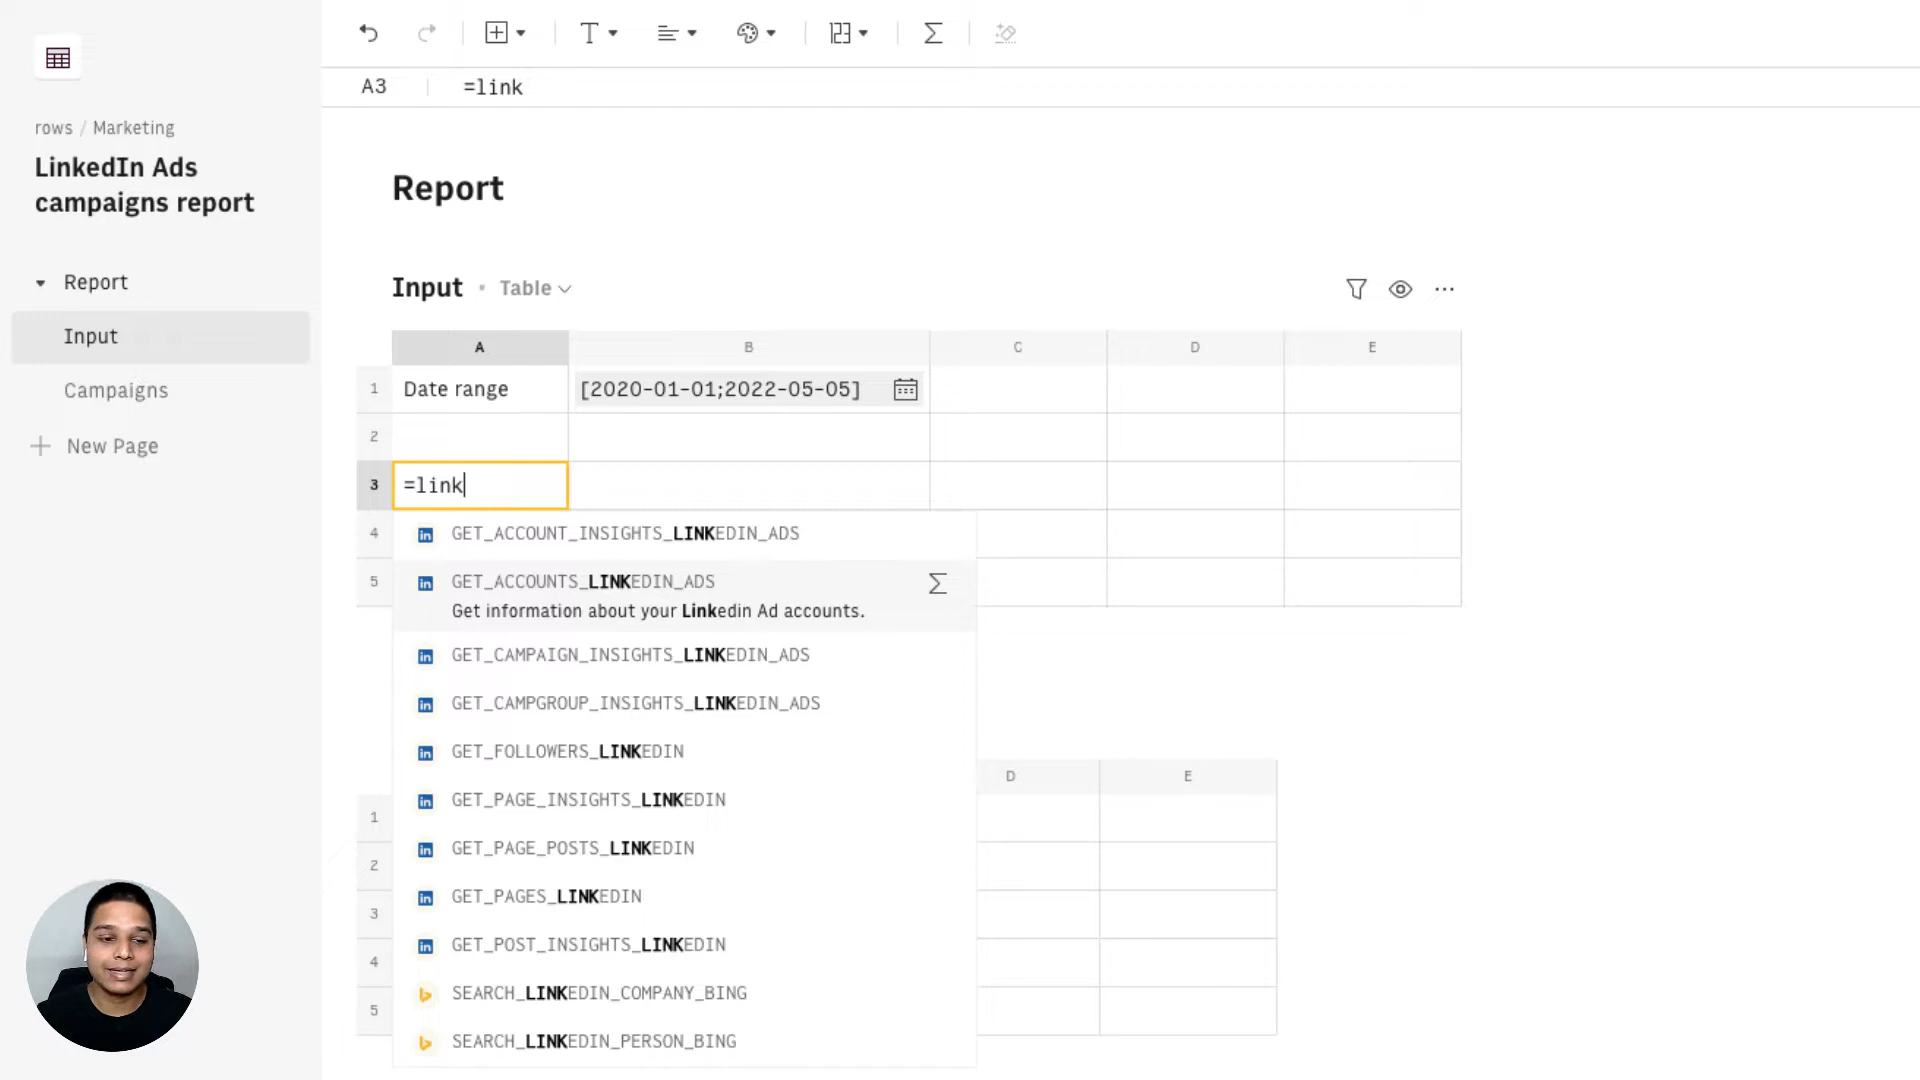 A3
=link
rows / Marketing
LinkedIn Ads
campaigns report
Report
Input
Campaigns
New Page
Report
Input • Table
A B C D E
1 Date range [2020-01-01;2022-05-05]
2
3 =link
4
5
GET_ACCOUNT_INSIGHTS_LINKEDIN_ADS
GET_ACCOUNTS_LINKEDIN_ADS
Get information about your Linkedin Ad accounts.
GET_CAMPAIGN_INSIGHTS_LINKEDIN_ADS
GET_CAMPGROUP_INSIGHTS_LINKEDIN_ADS
GET_FOLLOWERS_LINKEDIN
GET_PAGE_INSIGHTS_LINKEDIN
GET_PAGE_POSTS_LINKEDIN
GET_PAGES_LINKEDIN
GET_POST_INSIGHTS_LINKEDIN
SEARCH_LINKEDIN_COMPANY_BING
SEARCH_LINKEDIN_PERSON_BING
D E
1
2
3
4
5